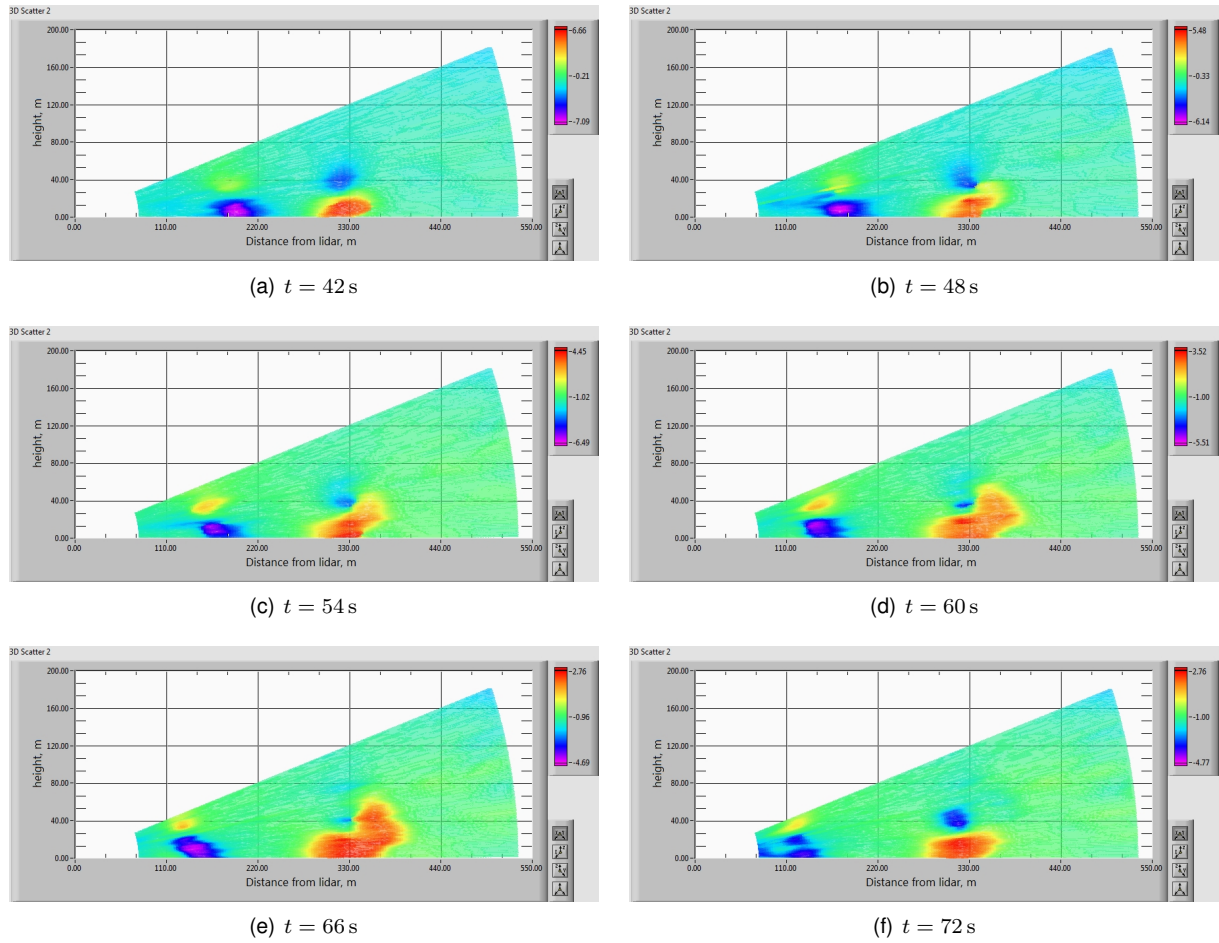 3D Scatter 2
200.00
160.00
120.00
80.00
40.00
0.00
height, m
0.00 110.00 220.00 330.00 440.00 550.00
Distance from lidar, m
6.66
-0.21
-7.09
(a) t = 42 s
3D Scatter 2
200.00
160.00
120.00
80.00
40.00
0.00
height, m
0.00 110.00 220.00 330.00 440.00 550.00
Distance from lidar, m
5.48
-0.33
-6.14
(b) t = 48 s
3D Scatter 2
200.00
160.00
120.00
80.00
40.00
0.00
height, m
0.00 110.00 220.00 330.00 440.00 550.00
Distance from lidar, m
4.45
-1.02
-6.49
(c) t = 54 s
3D Scatter 2
200.00
160.00
120.00
80.00
40.00
0.00
height, m
0.00 110.00 220.00 330.00 440.00 550.00
Distance from lidar, m
3.52
-1.00
-5.51
(d) t = 60 s
3D Scatter 2
200.00
160.00
120.00
80.00
40.00
0.00
height, m
0.00 110.00 220.00 330.00 440.00 550.00
Distance from lidar, m
2.76
-0.96
-4.69
(e) t = 66 s
3D Scatter 2
200.00
160.00
120.00
80.00
40.00
0.00
height, m
0.00 110.00 220.00 330.00 440.00 550.00
Distance from lidar, m
2.76
-1.00
-4.77
(f) t = 72 s